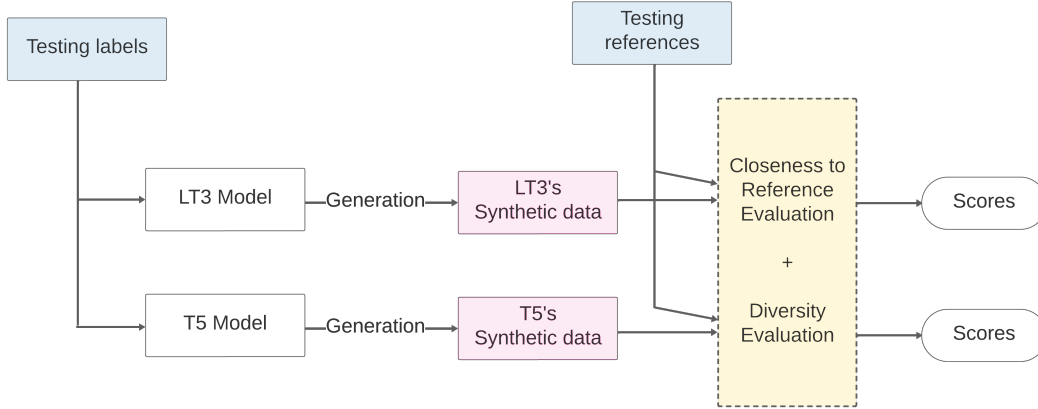 Testing labels
Testing
references
LT3 Model
Generation
LT3's
Synthetic data
T5 Model
Generation
T5's
Synthetic data
Closeness to
Reference
Evaluation
+
Diversity
Evaluation
Scores
Scores